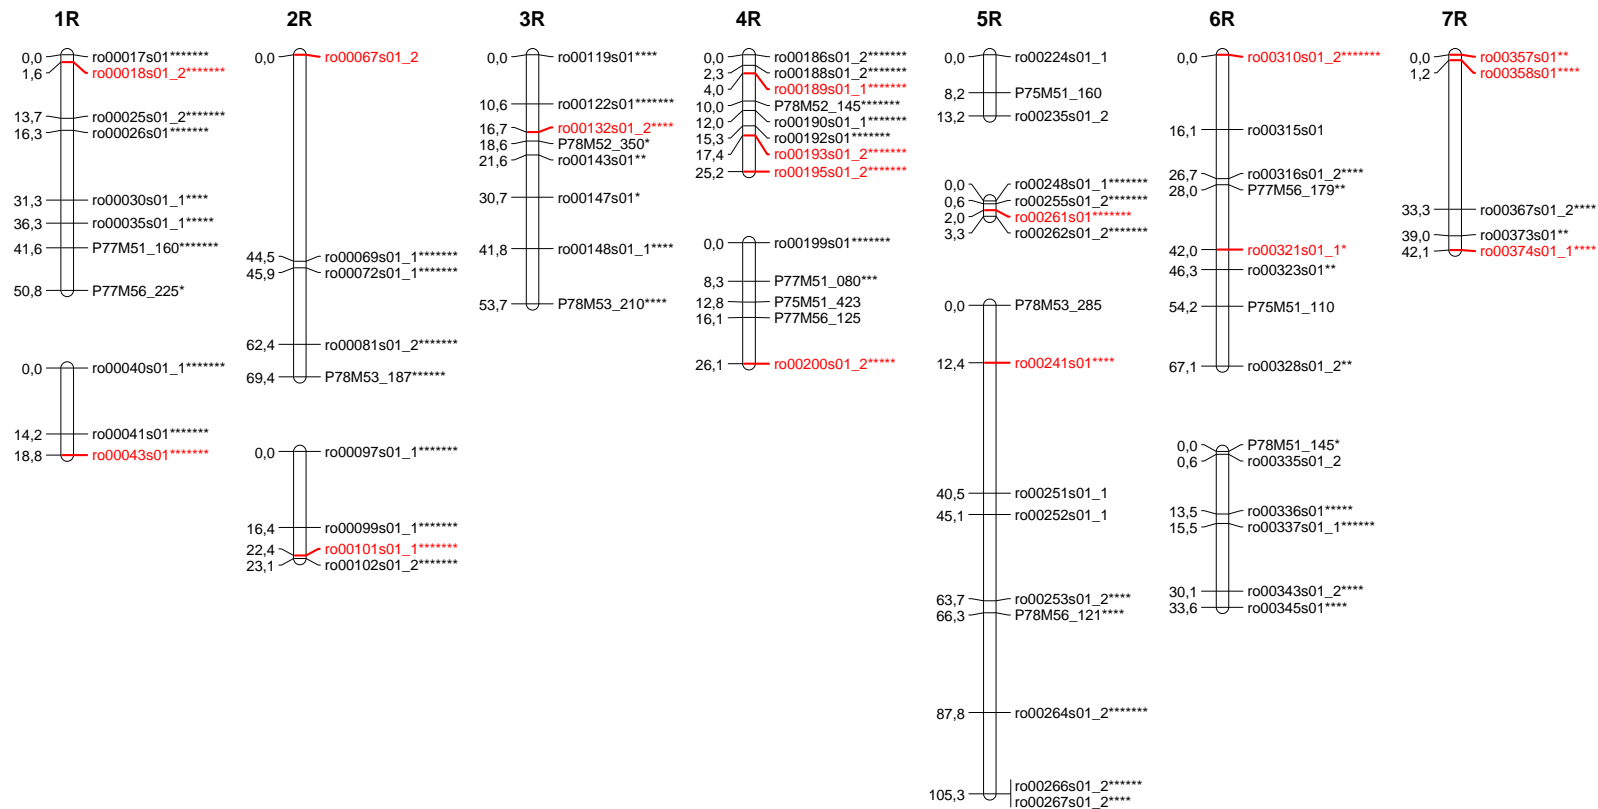 1R
0,0 ro00017s01*******
1,6 ro00018s01_2*******
13,7 ro00025s01_2*******
16,3 ro00026s01*******
31,3 ro00030s01_1****
36,3 ro00035s01_1*****
41,6 P77M51_160*******
50,8 P77M56_225*
0,0 ro00040s01_1*******
14,2 ro00041s01*******
18,8 ro00043s01*******
2R
0,0 ro00067s01_2
44,5 ro00069s01_1*******
45,9 ro00072s01_1*******
62,4 ro00081s01_2*******
69,4 P78M53_187******
0,0 ro00097s01_1*******
16,4 ro00099s01_1*******
22,4 ro00101s01_1*******
23,1 ro00102s01_2*******
3R
0,0 ro00119s01****
10,6 ro00122s01*******
16,7 ro00132s01_2****
18,6 P78M52_350*
21,6 ro00143s01**
30,7 ro00147s01*
41,8 ro00148s01_1****
53,7 P78M53_210****
4R
0,0 ro00186s01_2*******
2,3 ro00188s01_2*******
4,0 ro00189s01_1*******
10,0 P78M52_145*******
12,0 ro00190s01_1*******
15,3 ro00192s01*******
17,4 ro00193s01_2*******
25,2 ro00195s01_2*******
0,0 ro00199s01*******
8,3 P77M51_080***
12,8 P75M51_423
16,1 P77M56_125
26,1 ro00200s01_2*****
5R
0,0 ro00224s01_1
8,2 P75M51_160
13,2 ro00235s01_2
0,0 ro00248s01_1*******
0,6 ro00255s01_2*******
2,0 ro00261s01*******
3,3 ro00262s01_2*******
0,0 P78M53_285
12,4 ro00241s01****
40,5 ro00251s01_1
45,1 ro00252s01_1
63,7 ro00253s01_2****
66,3 P78M56_121****
87,8 ro00264s01_2*******
ro00266s01_2******
105,3
ro00267s01_2****
6R
0,0 ro00310s01_2*******
16,1 ro00315s01
26,7 ro00316s01_2****
28,0 P77M56_179**
42,0 ro00321s01_1*
46,3 ro00323s01**
54,2 P75M51_110
67,1 ro00328s01_2**
0,0 P78M51_145*
0,6 ro00335s01_2
13,5 ro00336s01*****
15,5 ro00337s01_1******
30,1 ro00343s01_2****
33,6 ro00345s01****
7R
0,0 ro00357s01**
1,2 ro00358s01****
33,3 ro00367s01_2****
39,0 ro00373s01**
42,1 ro00374s01_1****